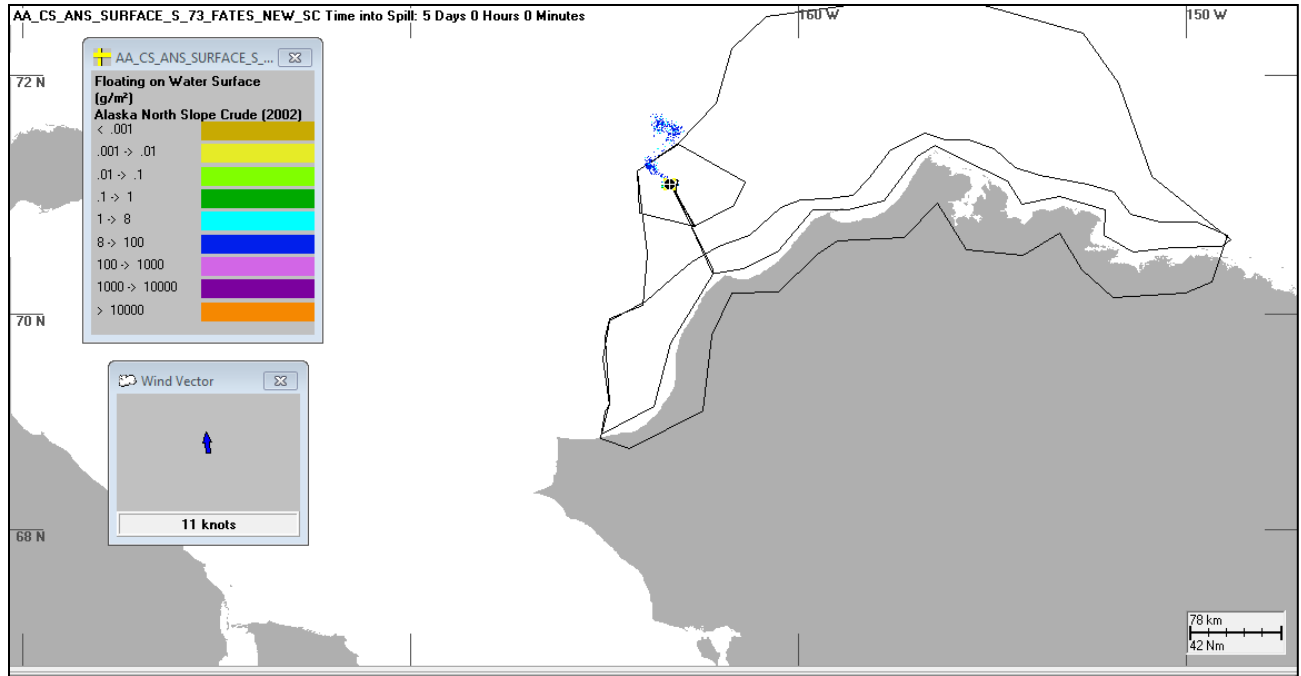 AA_CS_ANS_SURFACE_S_73_FATES_NEW_SC Time into Spill: 5 Days 0 Hours 0 Minutes
160 W
150 W
72 N
70 N
68 N
AA_CS_ANS_SURFACE_S_...
Floating on Water Surface
(g/m²)
Alaska North Slope Crude (2002)
< .001
.001 -> .01
.01 -> .1
.1 -> 1
1 -> 8
8 -> 100
100 -> 1000
1000 -> 10000
> 10000
Wind Vector
11 knots
78 km
42 Nm